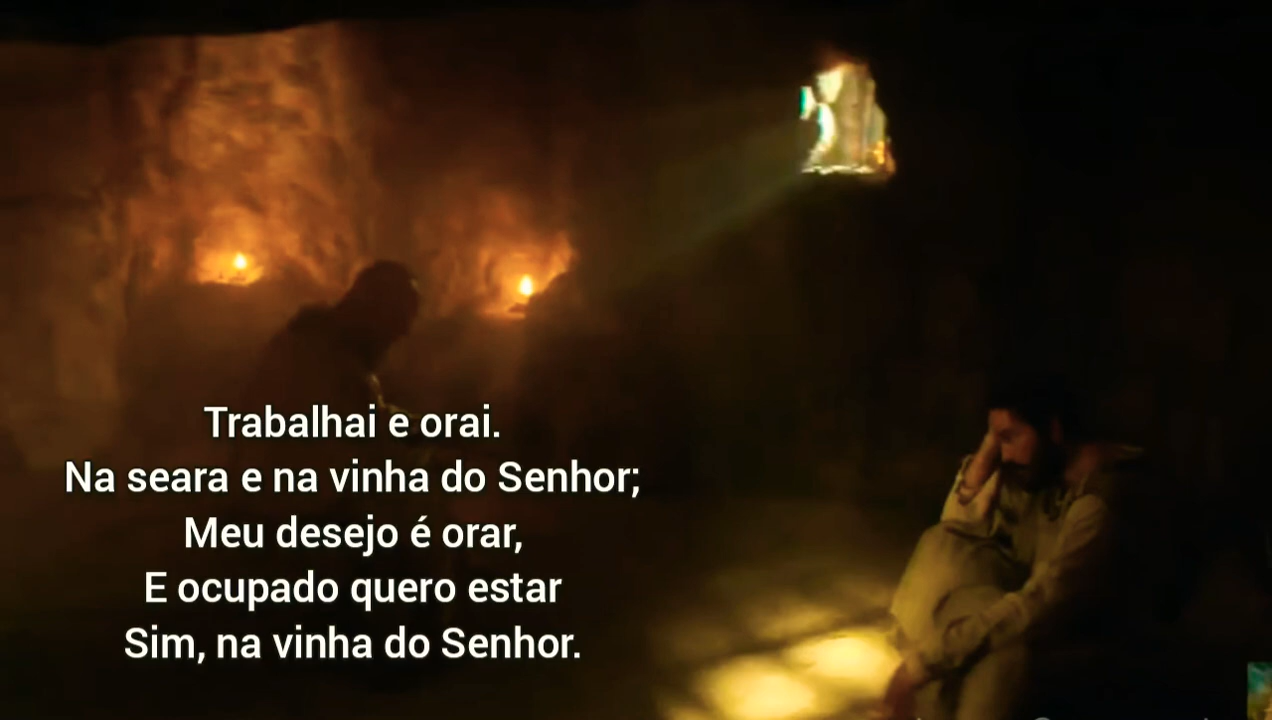 Trabalhai e orai.
Na seara e na vinha do Senhor;
Meu desejo é orar,
E ocupado quero estar
Sim, na vinha do Senhor.